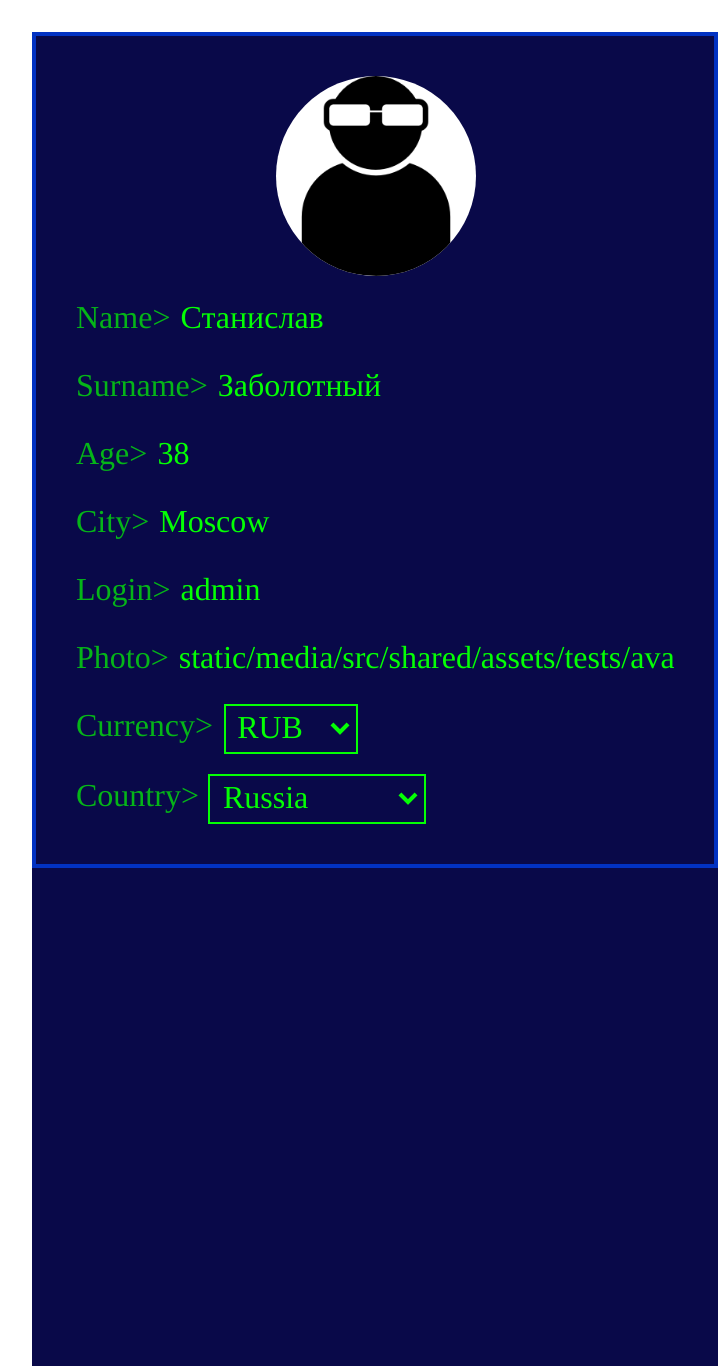 Name> Станислав
Surname> Заболотный
Age> 38
City> Moscow
Login> admin
Photo> static/media/src/shared/assets/tests/ava
Currency> RUB
Country> Russia